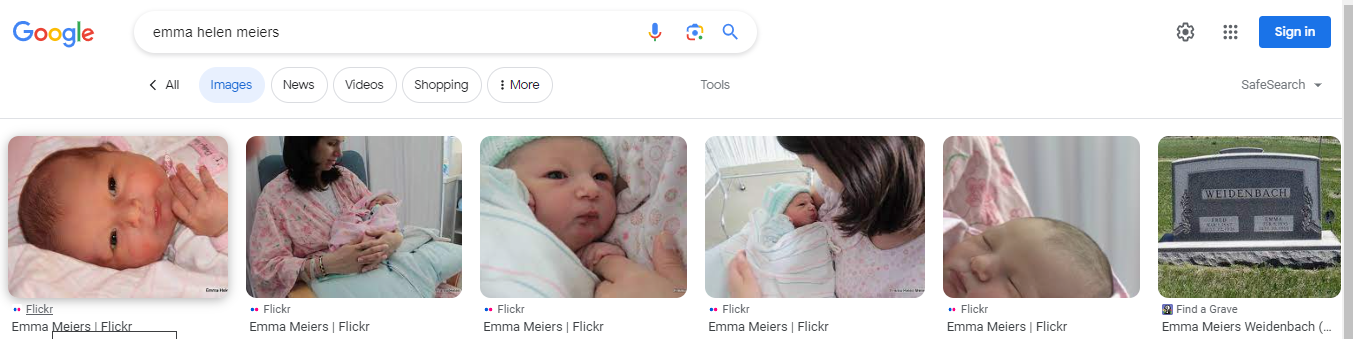 Google
emma helen meiers
Sign in
All
Images
News
Videos
Shopping
More
Tools
SafeSearch
WEIDENBACH
FRED
EMMA
Flickr
Flickr
Flickr
Flickr
Flickr
Find a Grave
Emma Meiers | Flickr
Emma Meiers | Flickr
Emma Meiers | Flickr
Emma Meiers | Flickr
Emma Meiers | Flickr
Emma Meiers Weidenbach (...